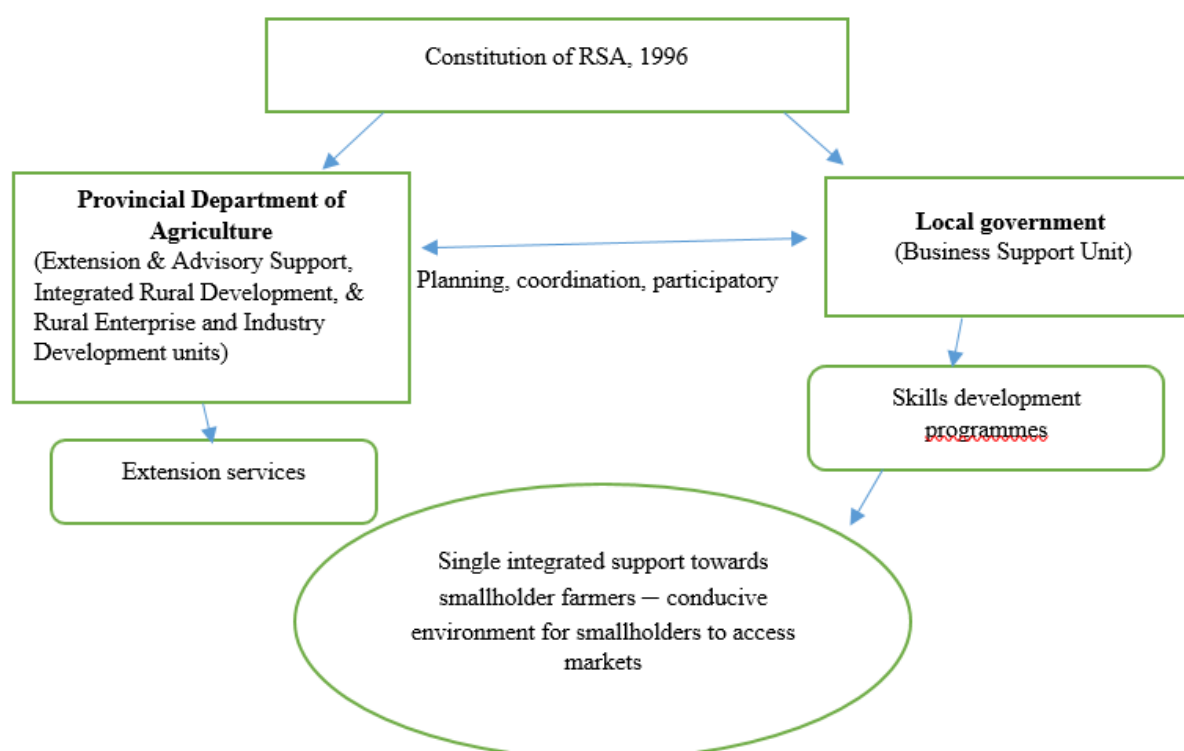 Constitution of RSA, 1996
Provincial Department of
Agriculture
(Extension & Advisory Support,
Integrated Rural Development, &
Rural Enterprise and Industry
Development units)
Planning, coordination, participatory
Local government
(Business Support Unit)
Skills development
programmes
Extension services
Single integrated support towards
smallholder farmers — conducive
environment for smallholders to access
markets